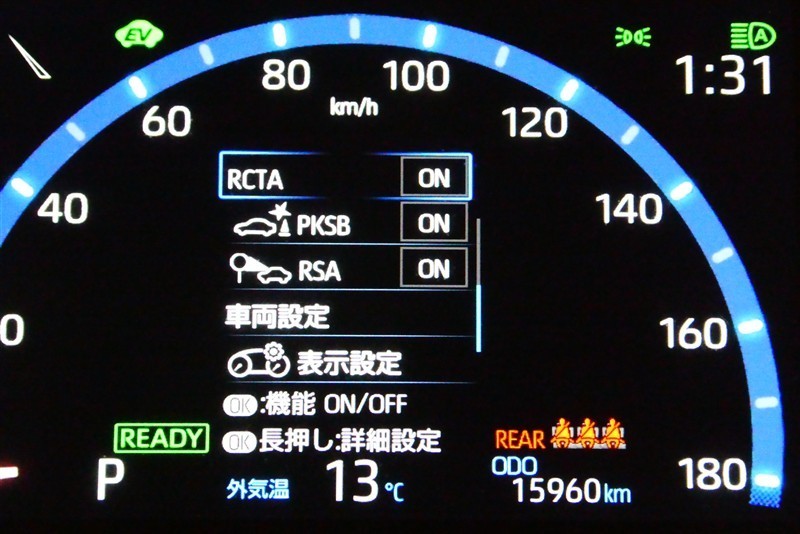 EV
A
1:31
80
100
km/h
60
120
40
140
RCTA ON
PKSB ON
RSA ON
車両設定
表示設定
OK:機能 ON/OFF
OK長押し:詳細設定
0
160
READY
REAR
P
外気温 13℃
ODO
15960km
180